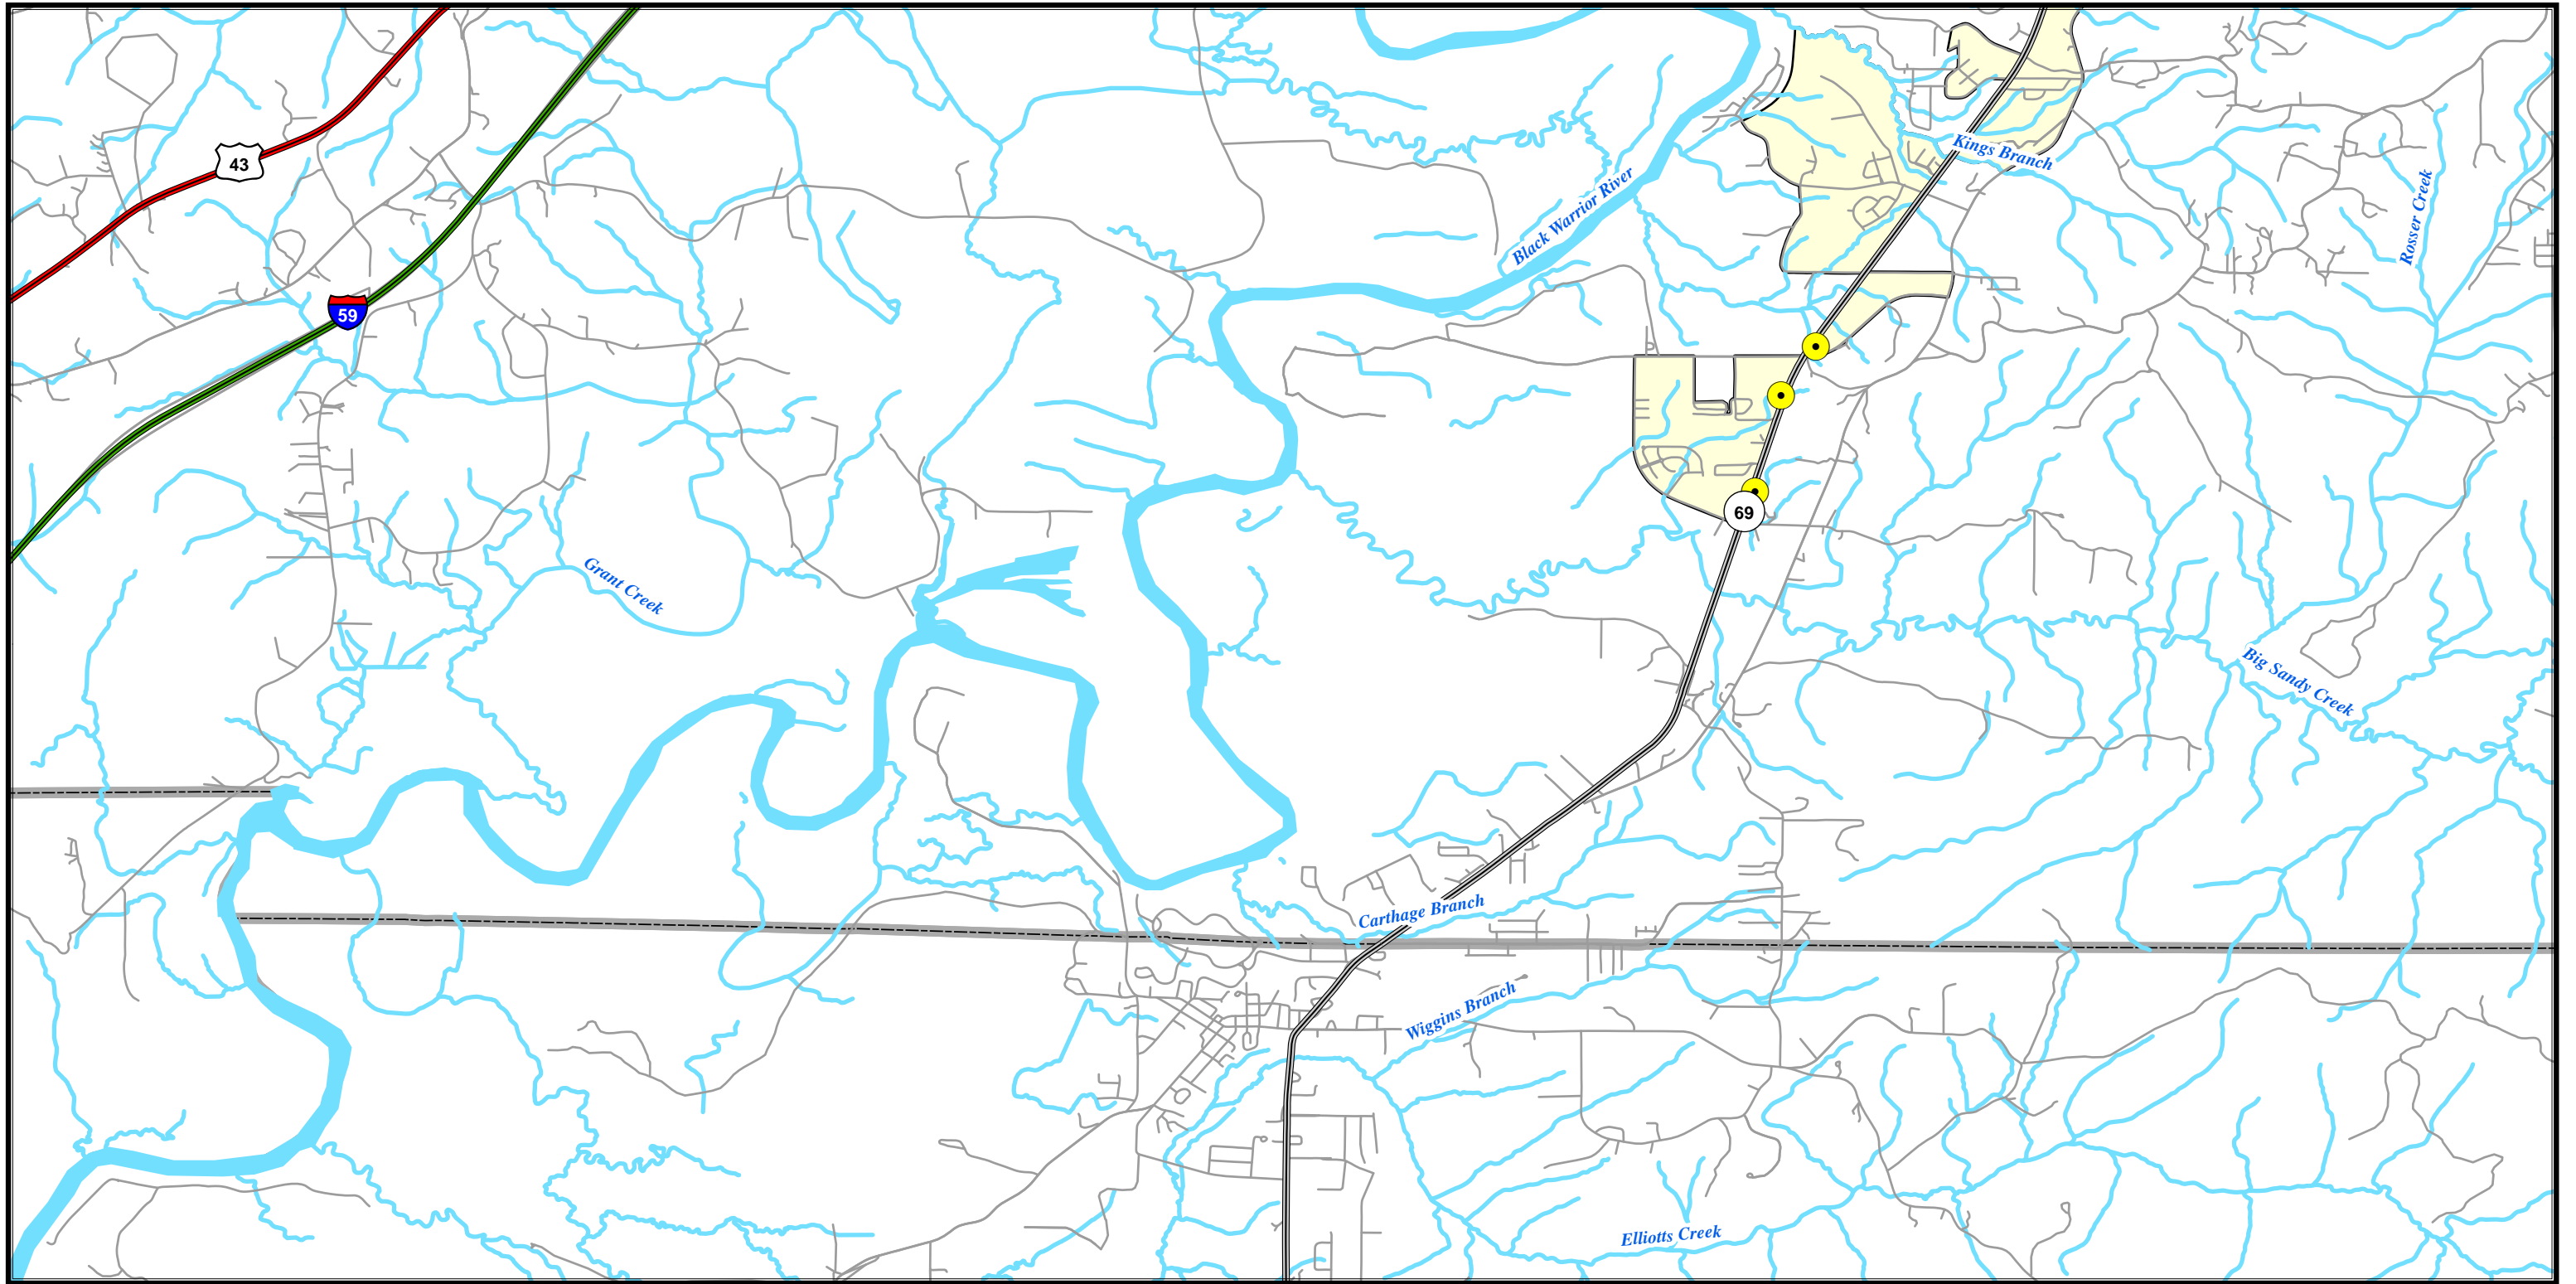 43
Kings Branch
Rosser Creek
Black Warrior River
59
69
Grant Creek
Big Sandy Creek
Carthage Branch
Wiggins Branch
Elliotts Creek